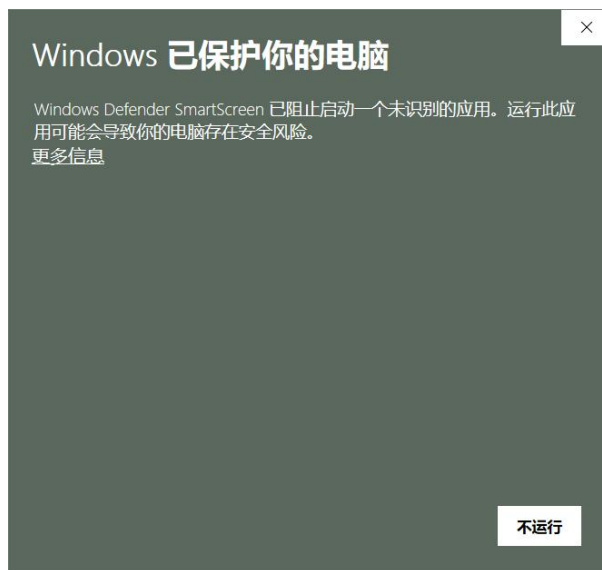 Windows 已保护你的电脑
Windows Defender SmartScreen 已阻止启动一个未识别的应用。运行此应
用可能会导致你的电脑存在安全风险。
更多信息
不运行